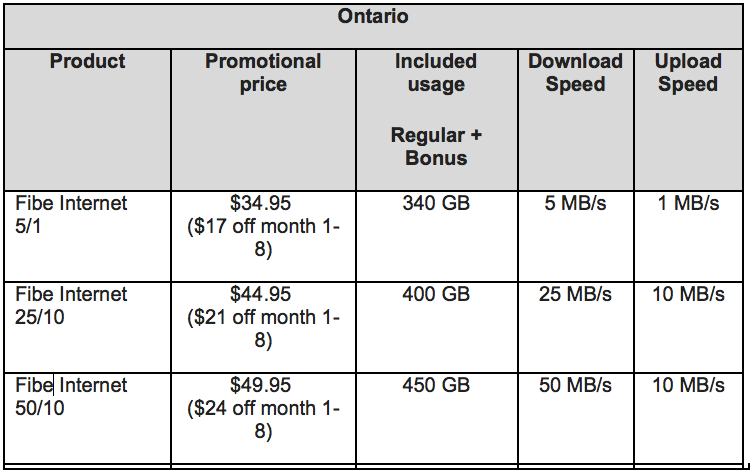 Ontario
Product
Promotional
price
Included
usage
Regular +
Bonus
Download
Speed
Upload
Speed
Fibe Internet
5/1
$34.95
($17 off month 1-
8)
340 GB
5 MB/s
1 MB/s
Fibe Internet
25/10
$44.95
($21 off month 1-
8)
400 GB
25 MB/s
10 MB/s
Fibe Internet
50/10
$49.95
($24 off month 1-
8)
450 GB
50 MB/s
10 MB/s